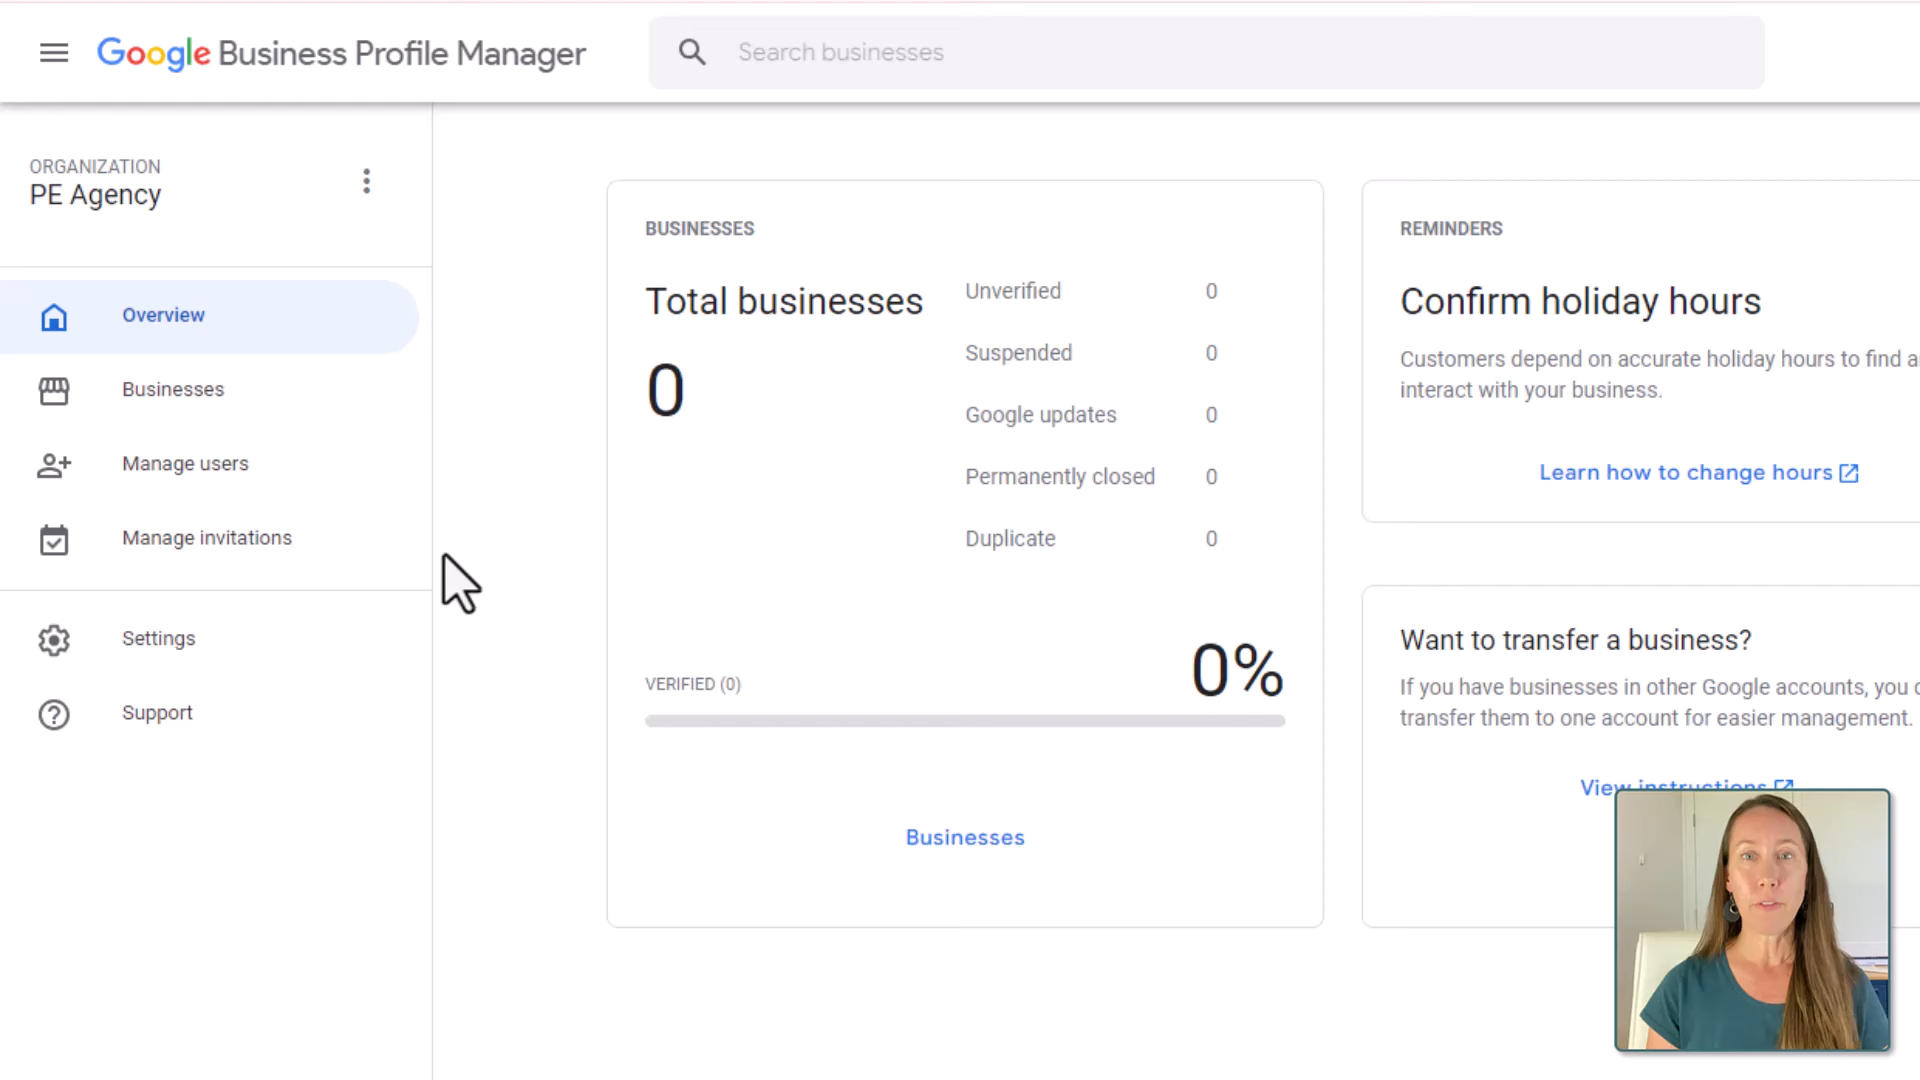 Google Business Profile Manager
Search businesses
ORGANIZATION
PE Agency
Overview
Businesses
Manage users
Manage invitations
Settings
Support
BUSINESSES
Total businesses
0
Unverified 0
Suspended 0
Google updates 0
Permanently closed 0
Duplicate 0
VERIFIED (0)
0%
Businesses
REMINDERS
Confirm holiday hours
Customers depend on accurate holiday hours to find
interact with your business.
Learn how to change hours
Want to transfer a business?
If you have businesses in other Google accounts, you
transfer them to one account for easier management.
View instructions